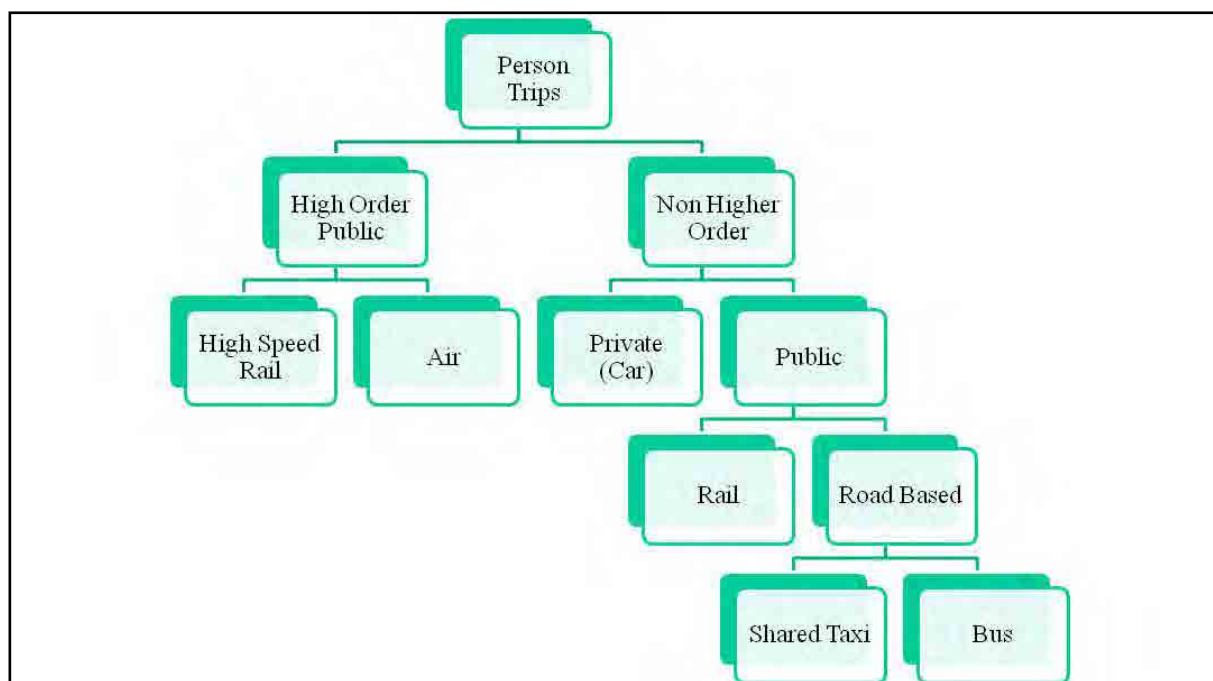 Person
Trips
High Order
Public
Non Higher
Order
High Speed
Rail
Air
Private
(Car)
Public
Rail
Road Based
Shared Taxi
Bus